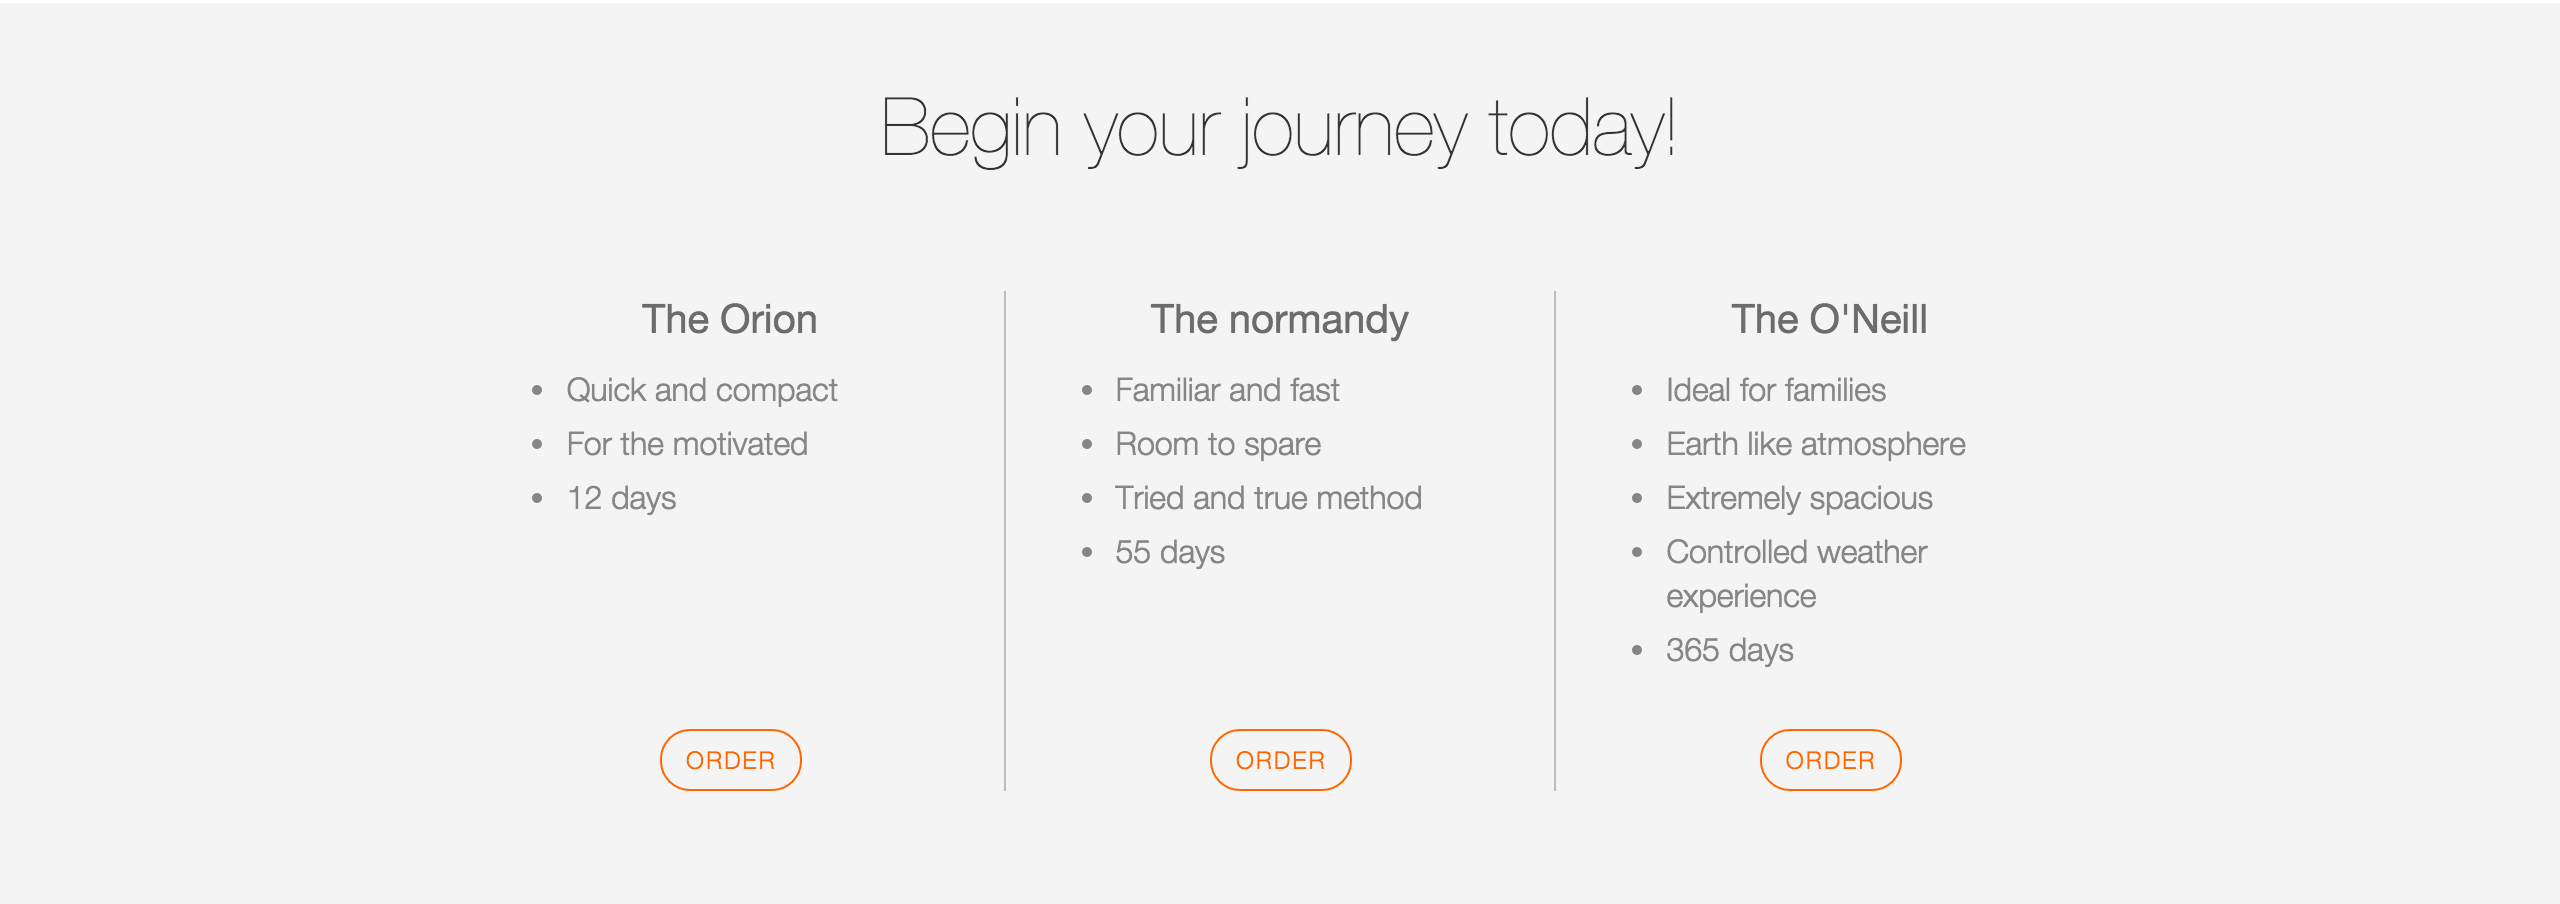 Begin your journey today!
The Orion
Quick and compact
For the motivated
12 days
ORDER
The normandy
Familiar and fast
Room to spare
Tried and true method
55 days
ORDER
The O'Neill
Ideal for families
Earth like atmosphere
Extremely spacious
Controlled weather
experience
365 days
ORDER